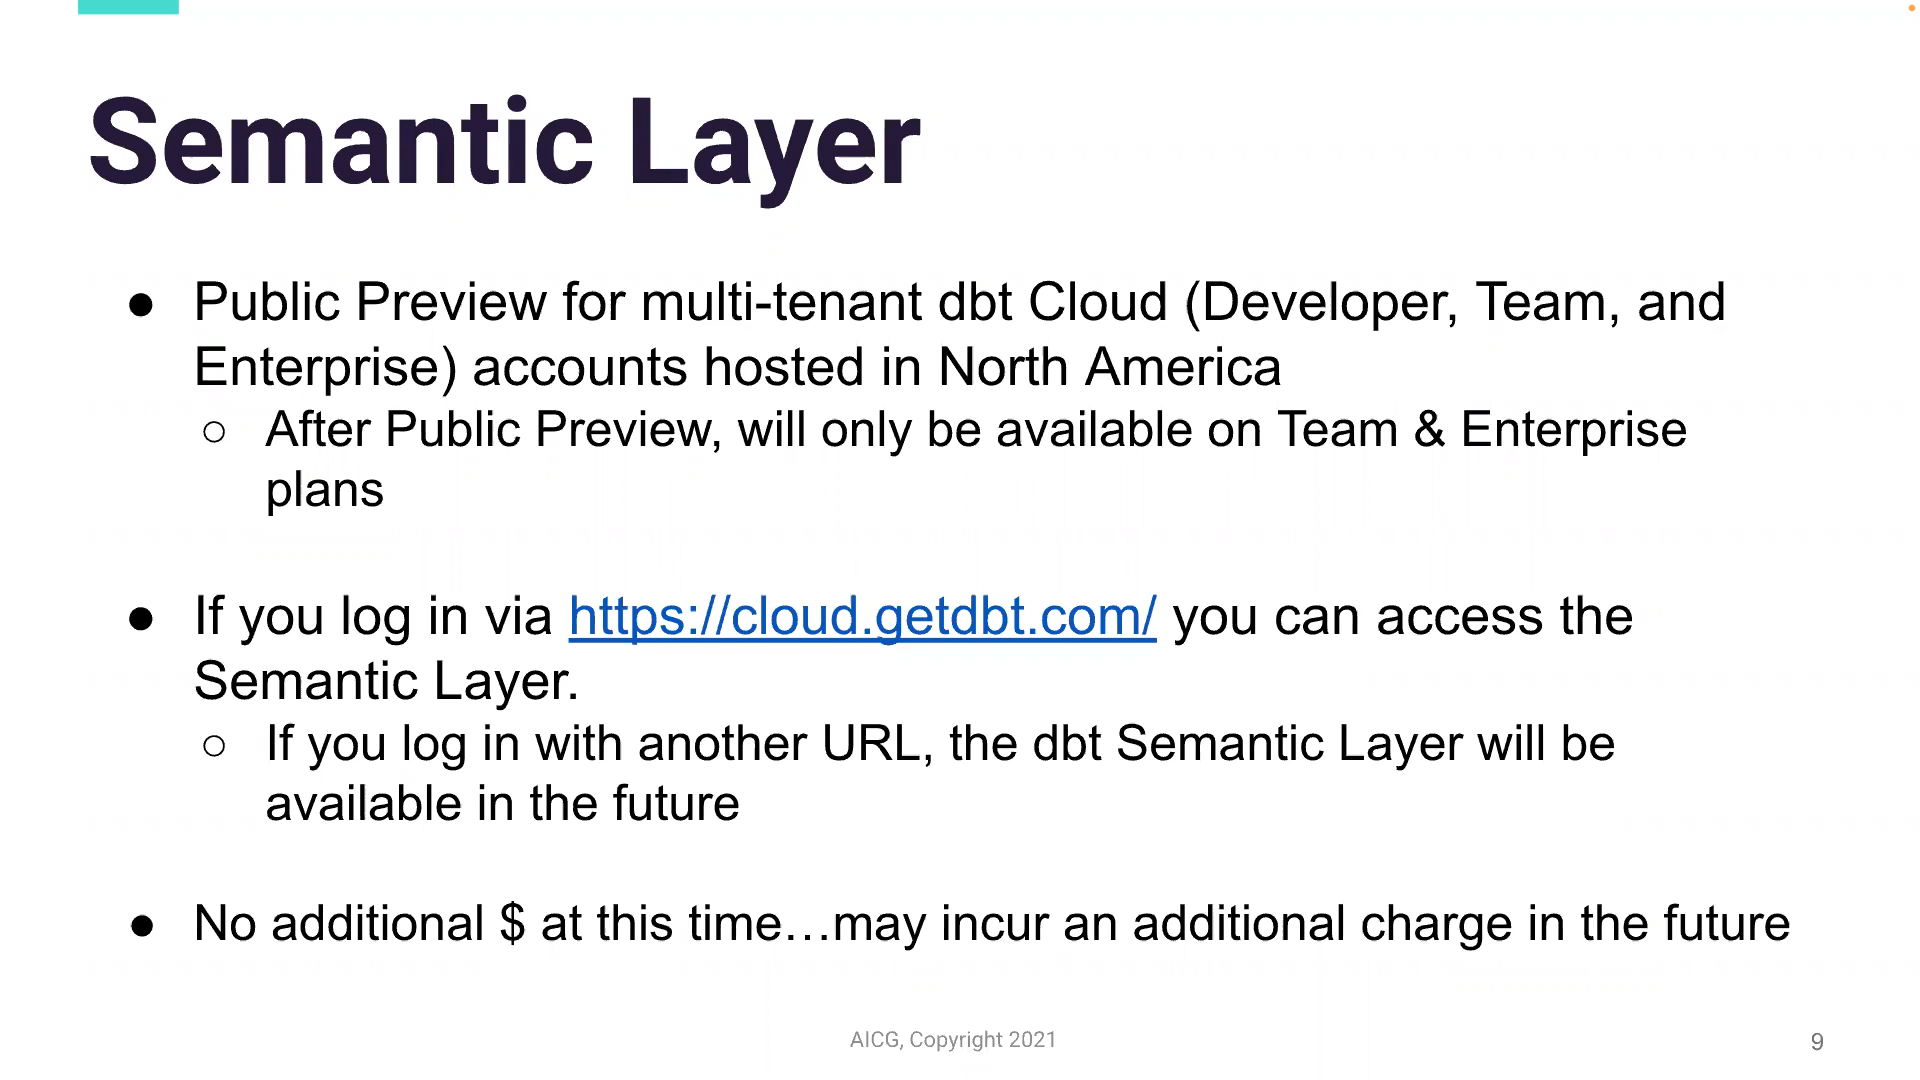 Semantic Layer
● Public Preview for multi-tenant dbt Cloud (Developer, Team, and
Enterprise) accounts hosted in North America
○ After Public Preview, will only be available on Team & Enterprise
plans
● If you log in via https://cloud.getdbt.com/ you can access the
Semantic Layer.
○ If you log in with another URL, the dbt Semantic Layer will be
available in the future
● No additional $ at this time…may incur an additional charge in the future
AICG, Copyright 2021
9